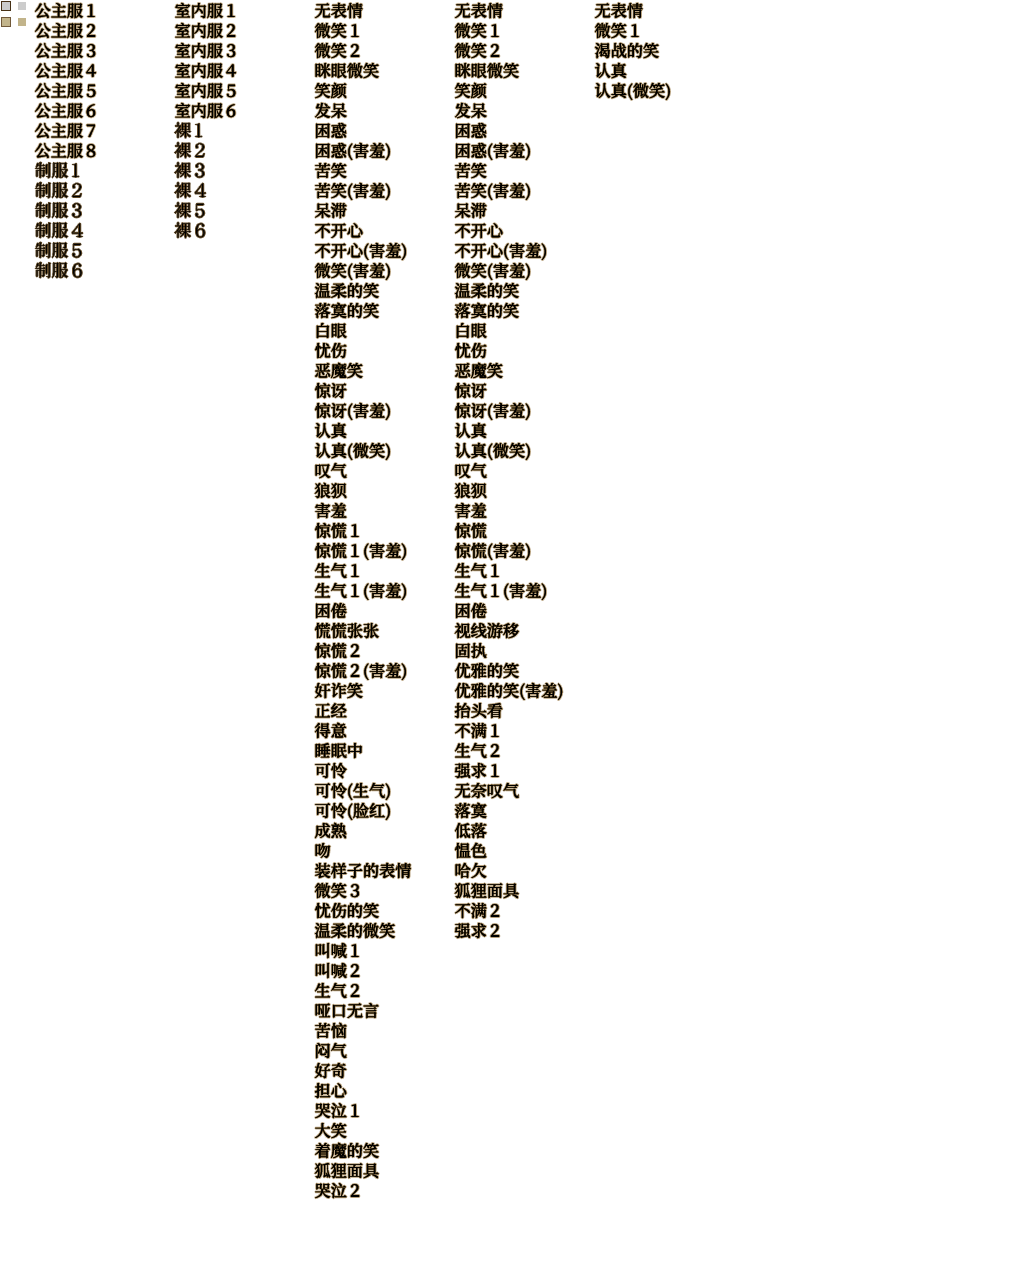 公主服1
公主服2
公主服3
公主服4
公主服5
公主服6
公主服7
公主服8
制服1
制服2
制服3
制服4
制服5
制服6
室内服1
室内服2
室内服3
室内服4
室内服5
室内服6
裸1
裸2
裸3
裸4
裸5
裸6
无表情
微笑1
微笑2
眯眼微笑
笑颜
发呆
困惑
困惑(害羞)
苦笑
苦笑(害羞)
呆滞
不开心
不开心(害羞)
微笑(害羞)
温柔的笑
落寞的笑
白眼
忧伤
恶魔笑
惊讶
惊讶(害羞)
认真
认真(微笑)
叹气
狼狈
害羞
惊慌1
惊慌1(害羞)
生气1
生气1(害羞)
困倦
慌慌张张
惊慌2
惊慌2(害羞)
奸诈笑
正经
得意
睡眠中
可怜
可怜(生气)
可怜(脸红)
成熟
吻
装样子的表情
微笑3
忧伤的笑
温柔的微笑
叫喊1
叫喊2
生气2
哑口无言
苦恼
闷气
好奇
担心
哭泣1
大笑
着魔的笑
狐狸面具
哭泣2
无表情
微笑1
微笑2
眯眼微笑
笑颜
发呆
困惑
困惑(害羞)
苦笑
苦笑(害羞)
呆滞
不开心
不开心(害羞)
微笑(害羞)
温柔的笑
落寞的笑
白眼
忧伤
恶魔笑
惊讶
惊讶(害羞)
认真
认真(微笑)
叹气
狼狈
害羞
惊慌
惊慌(害羞)
生气1
生气1(害羞)
困倦
视线游移
固执
优雅的笑
优雅的笑(害羞)
抬头看
不满1
生气2
强求1
无奈叹气
落寞
低落
愠色
哈欠
狐狸面具
不满2
强求2
无表情
微笑1
渴战的笑
认真
认真(微笑)